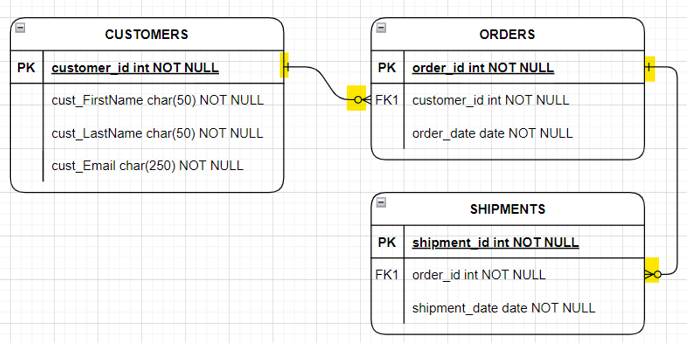 CUSTOMERS
PK customer_id int NOT NULL
cust_FirstName char(50) NOT NULL
cust_LastName char(50) NOT NULL
cust_Email char(250) NOT NULL
ORDERS
PK order_id int NOT NULL
FK1 customer_id int NOT NULL
order_date date NOT NULL
SHIPMENTS
PK shipment_id int NOT NULL
FK1 order_id int NOT NULL
shipment_date date NOT NULL